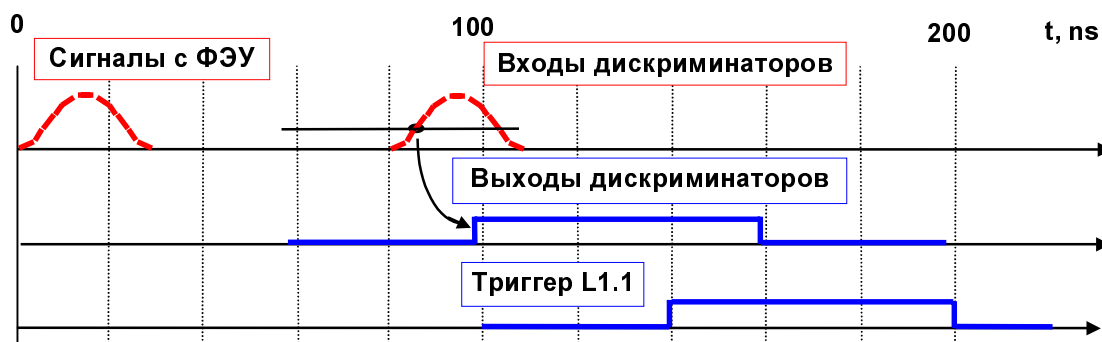 0 100 200 t, ns
Сигналы с ФЭУ
Входы дискриминаторов
Выходы дискриминаторов
Триггер L1.1